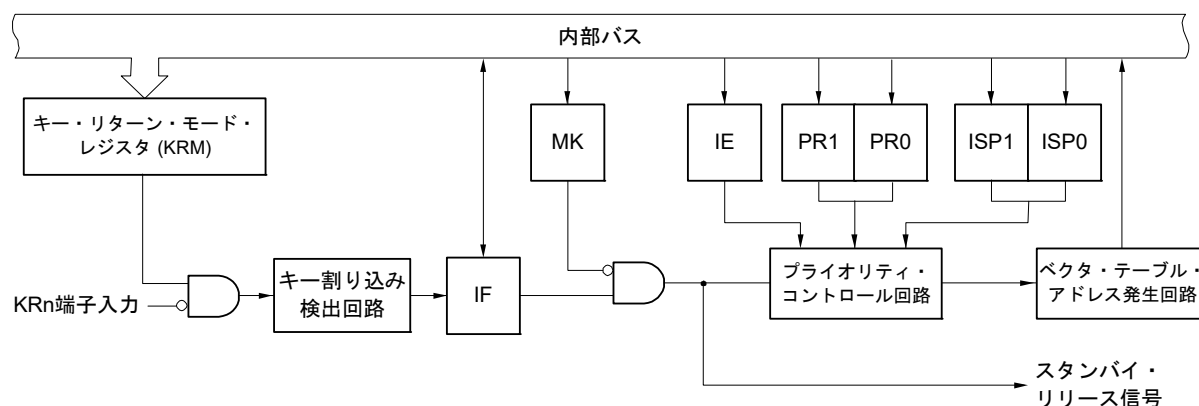 内部バス
キー・リターン・モード・
レジスタ (KRM)
MK
IE
PR1
PR0
ISP1
ISP0
KRn端子入力
キー割り込み
検出回路
IF
プライオリティ・
コントロール回路
ベクタ・テーブル・
アドレス発生回路
スタンバイ・
リリース信号